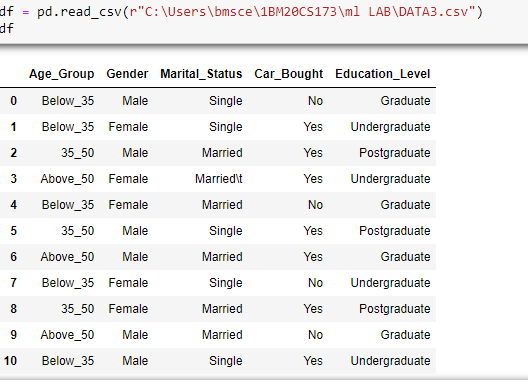 df = pd.read_csv(r"C:\Users\bmsce\1BM20CS173\ml LAB\DATA3.csv")
df
Age_Group Gender Marital_Status Car_Bought Education_Level
0 Below_35 Male Single No Graduate
1 Below_35 Female Single Yes Undergraduate
2 35_50 Male Married Yes Postgraduate
3 Above_50 Female Married\t Yes Undergraduate
4 Below_35 Female Married No Graduate
5 35_50 Male Single Yes Postgraduate
6 Above_50 Male Married Yes Graduate
7 Below_35 Female Single No Undergraduate
8 35_50 Female Married Yes Postgraduate
9 Above_50 Male Married No Graduate
10 Below_35 Male Single Yes Undergraduate